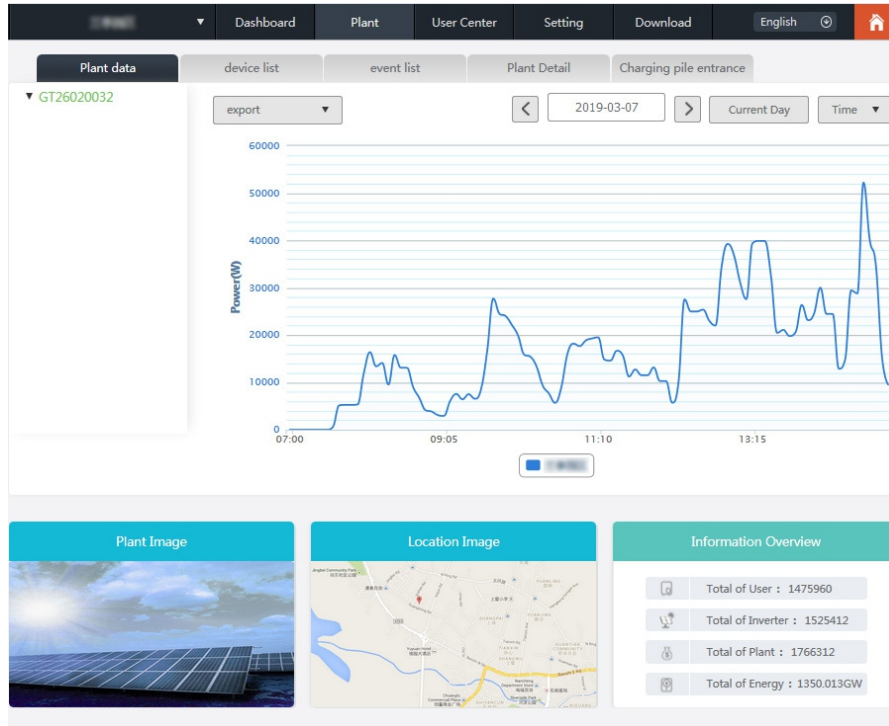 Dashboard Plant User Center Setting Download English
Plant data device list event list Plant Detail Charging pile entrance
GT26020032
export 2019-03-07 Current Day Time
60000
50000
40000
30000
20000
10000
0
Power(W)
07:00 09:05 11:10 13:15
Plant Image Location Image Information Overview
Total of User : 1475960
Total of Inverter : 1525412
Total of Plant : 1766312
Total of Energy : 1350.013GW